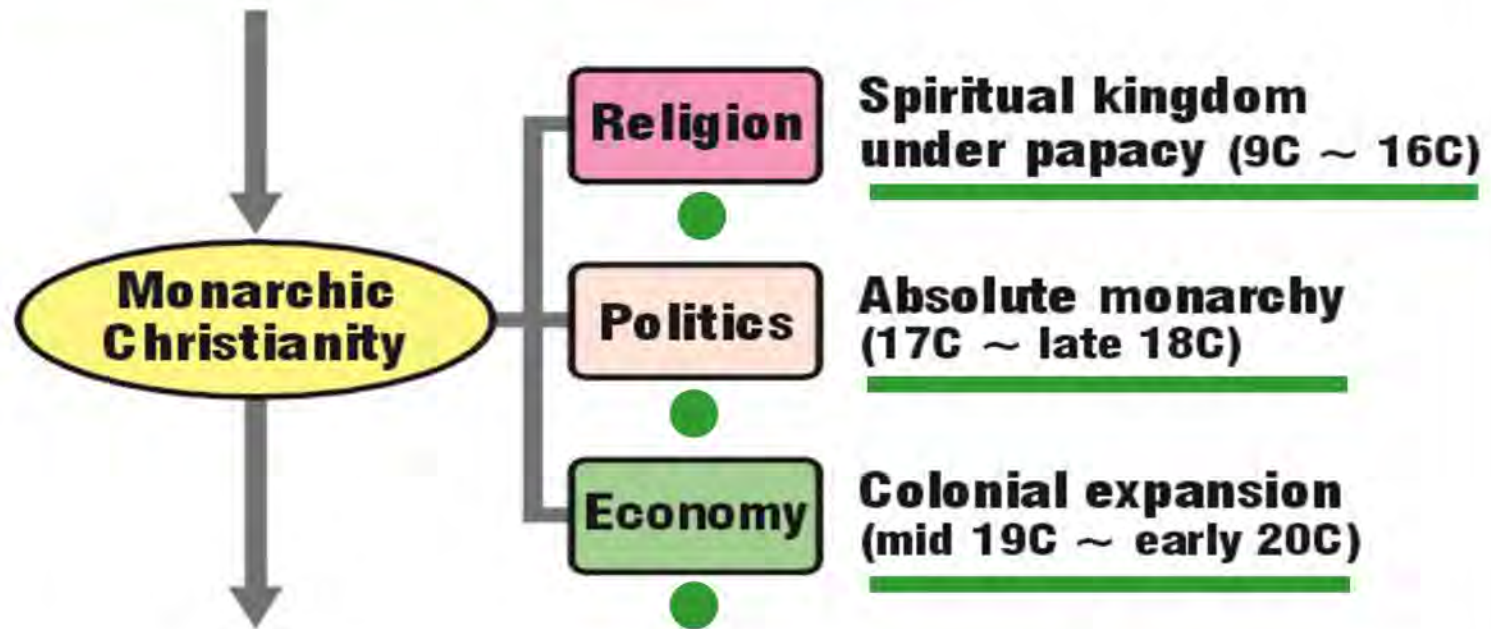 Religion
Spiritual kingdom
under papacy (9C ~ 16C)
Monarchic
Christianity
Politics
Absolute monarchy
(17C ~ late 18C)
Economy
Colonial expansion
(mid 19C ~ early 20C)